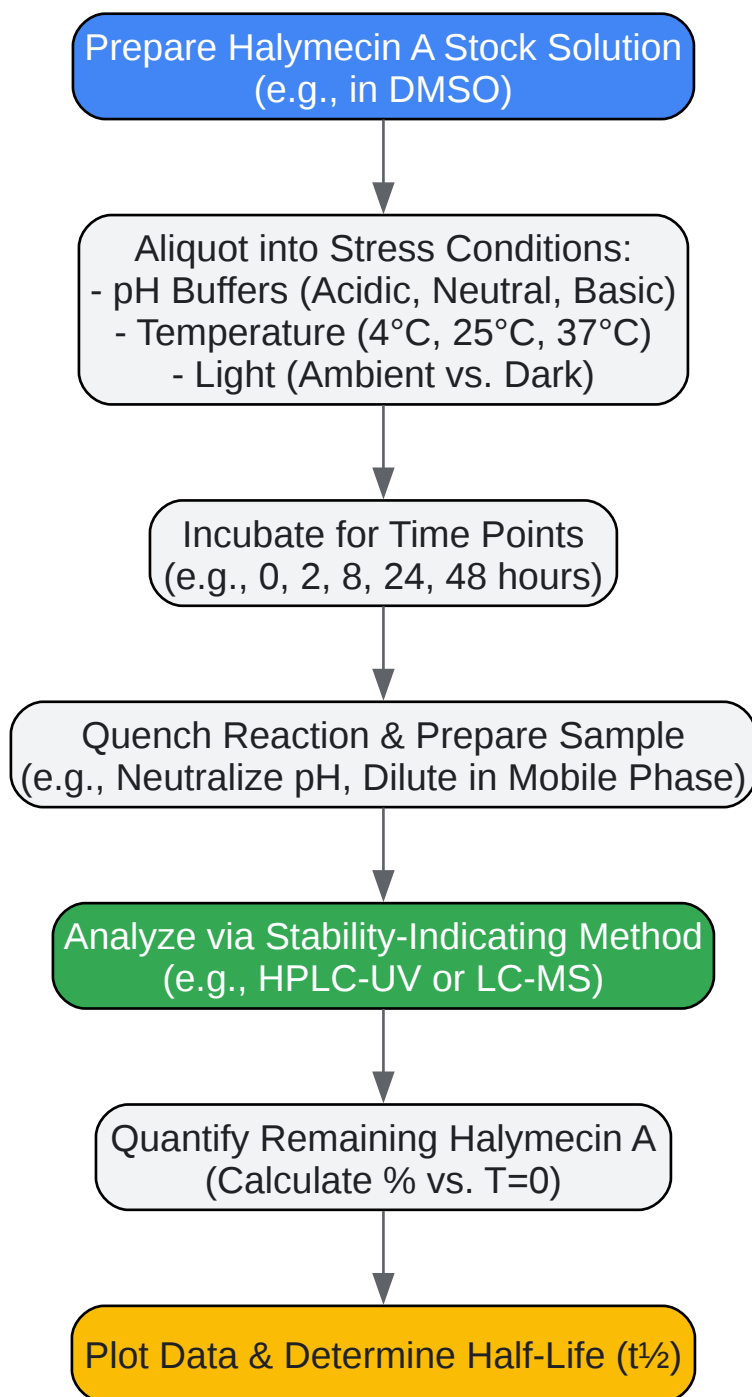 Prepare Halymecin A Stock Solution
(e.g., in DMSO)
Aliquot into Stress Conditions:
- pH Buffers (Acidic, Neutral, Basic)
- Temperature (4°C, 25°C, 37°C)
- Light (Ambient vs. Dark)
Incubate for Time Points
(e.g., 0, 2, 8, 24, 48 hours)
Quench Reaction & Prepare Sample
(e.g., Neutralize pH, Dilute in Mobile Phase)
Analyze via Stability-Indicating Method
(e.g., HPLC-UV or LC-MS)
Quantify Remaining Halymecin A
(Calculate % vs. T=0)
Plot Data & Determine Half-Life (t½)